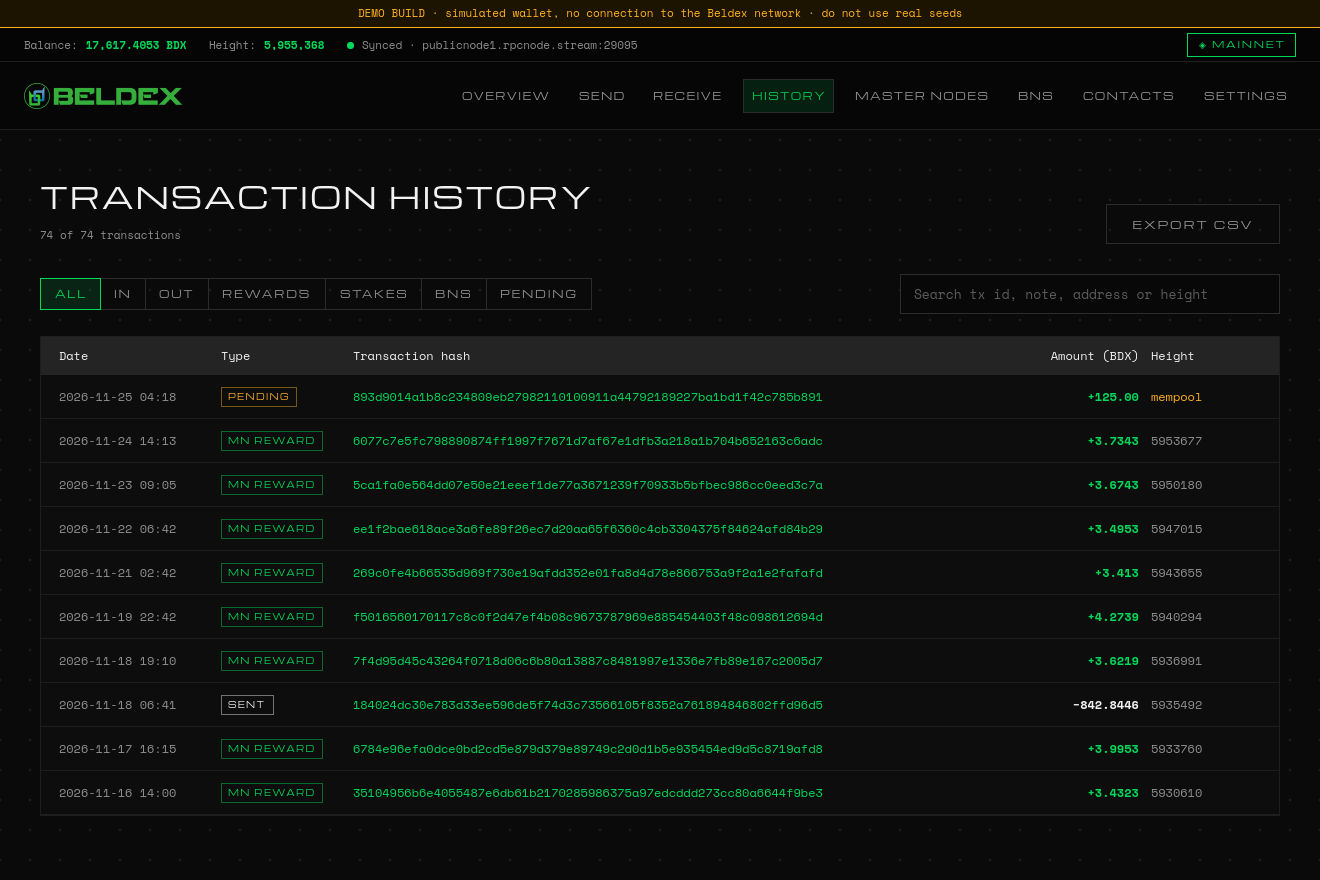 DEMO BUILD · simulated wallet, no connection to the Beldex network · do not use real seeds
Balance: 17,617.4053 BDX Height: 5,955,368 Synced · publicnode1.rpcnode.stream:29095 MAINNET
BELDEX OVERVIEW SEND RECEIVE HISTORY MASTER NODES BNS CONTACTS SETTINGS
TRANSACTION HISTORY
74 of 74 transactions
EXPORT CSV
ALL IN OUT REWARDS STAKES BNS PENDING Search tx id, note, address or height
Date Type Transaction hash Amount (BDX) Height
2026-11-25 04:18 PENDING 893d9014a1b8c234809eb27982110100911a44792189227ba1bd1f42c785b891 +125.00 mempool
2026-11-24 14:13 MN REWARD 6077c7e5fc798890874ff1997f7671d7af67e1dfb3a218a1b704b652163c6adc +3.7343 5953677
2026-11-23 09:05 MN REWARD 5ca1fa0e564dd07e50e21eeef1de77a3671239f70933b5bfbec986cc0eed3c7a +3.6743 5950180
2026-11-22 06:42 MN REWARD ee1f2bae618ace3a6fe89f26ec7d20aa65f6360c4cb3304375f84624afd84b29 +3.4953 5947015
2026-11-21 02:42 MN REWARD 269c0fe4b66535d969f730e19afdd352e01fa8d4d78e866753a9f2a1e2fafafd +3.413 5943655
2026-11-19 22:42 MN REWARD f5016560170117c8c0f2d47ef4b08c9673787969e885454403f48c098612694d +4.2739 5940294
2026-11-18 19:10 MN REWARD 7f4d95d45c43264f0718d06c6b80a13887c8481997e1336e7fb89e167c2005d7 +3.6219 5936991
2026-11-18 06:41 SENT 184024dc30e783d33ee596de5f74d3c73566105f8352a761894846802ffd96d5 -842.8446 5935492
2026-11-17 16:15 MN REWARD 6784e96efa0dce0bd2cd5e879d379e89749c2d0d1b5e935454ed9d5c8719afd8 +3.9953 5933760
2026-11-16 14:00 MN REWARD 35104956b6e4055487e6db61b2170285986375a97edcddd273cc80a6644f9be3 +3.4323 5930610